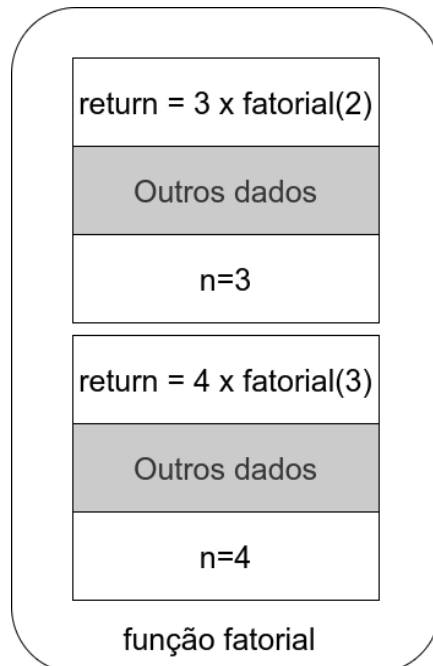 return = 3 x fatorial(2)
Outros dados
n=3
return = 4 x fatorial(3)
Outros dados
n=4
função fatorial